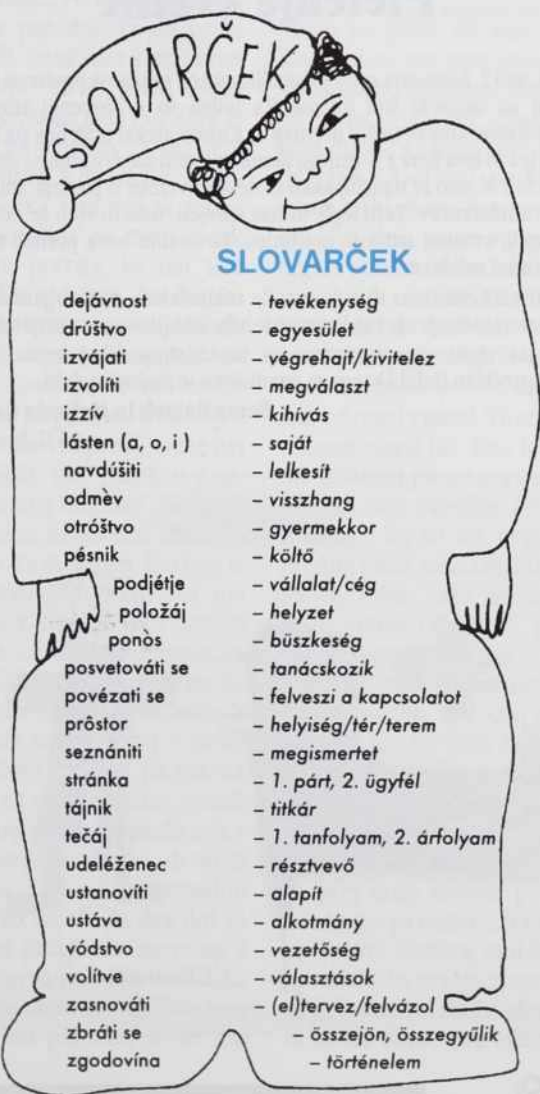 SLOVARČEK
SLOVARČEK
dejávnost – tevékenység
drúštvo – egyesület
izvájati – végrehajt/kivitelez
izvolíti – megválaszt
izzív – kihívás
lásten (a, o, i ) – saját
navdúšiti – lelkesít
odmèv – visszhang
otróštvo – gyermekkor
pésnik – költő
podjétje – vállalat/cég
položáj – helyzet
ponòs – büszkeség
posvetováti se – tanácskozik
povézati se – felveszi a kapcsolatot
prôstor – helyiség/tér/terem
seznániti – megismertet
stránka – 1. párt, 2. ügyfél
tájnik – titkár
tečáj – 1. tanfolyam, 2. árfolyam
udeléženec – résztvevő
ustanovíti – alapít
ustáva – alkotmány
vódstvo – vezetőség
volítve – választások
zasnováti – (el)tervez/felvázol
zbráti se – összejön, összegyűlik
zgodovína – történelem